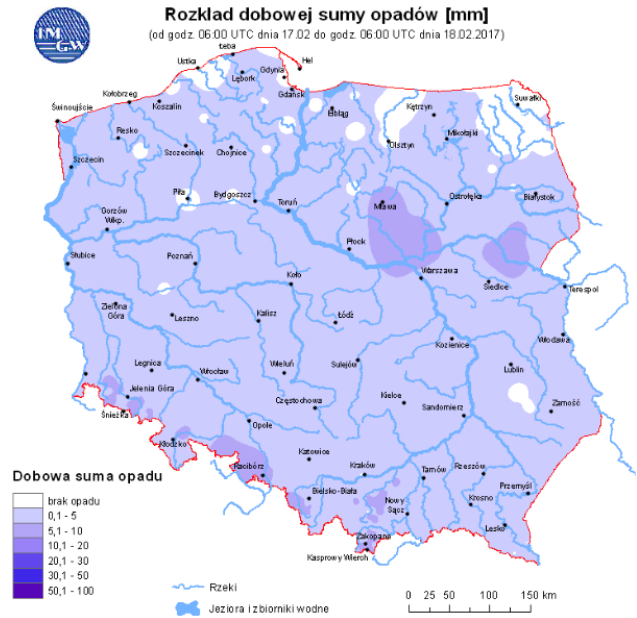 IMGW
Rozkład dobowej sumy opadów [mm]
(od godz. 06:00 UTC dnia 17.02 do godz. 06:00 UTC dnia 18.02.2017)
Łeba
Hel
Ustka
Gdynia
Lębork
Gdańsk
Kołobrzeg
Koszalin
Świnoujście
Elbląg
Kętrzyn
Suwałki
Resko
Mikołajki
Olsztyn
Szczecinek
Chojnice
Szczecin
Piła
Bydgoszcz
Toruń
Mława
Ostrołęka
Białystok
Gorzów
Wlkp.
Płock
Słubice
Poznań
Koło
Warszawa
Siedlce
Terespol
Zielona
Góra
Leszno
Kalisz
Łódź
Kozienice
Włodawa
Legnica
Wrocław
Wieluń
Sulejów
Lublin
Jelenia Góra
Śnieżka
Częstochowa
Kielce
Sandomierz
Zamość
Opole
Kłodzko
Katowice
Racibórz
Kraków
Tarnów
Rzeszów
Przemyśl
Bielsko-Biała
Nowy
Sącz
Krosno
Lesko
Zakopane
Kasprowy Wierch
Dobowa suma opadu
brak opadu
0,1 - 5
5,1 - 10
10,1 - 20
20,1 - 30
30,1 - 50
50,1 - 100
Rzeki
Jeziora i zbiorniki wodne
0 25 50 100 150 km